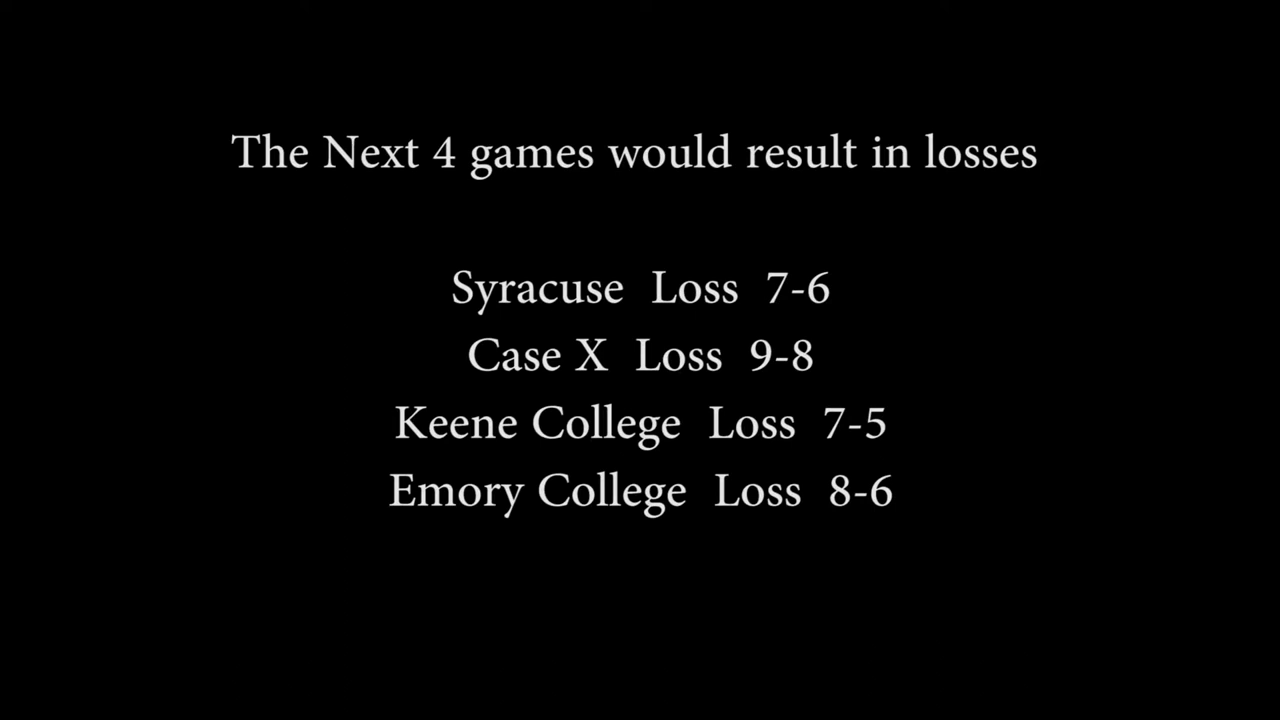 The Next 4 games would result in losses
Syracuse Loss 7-6
Case X Loss 9-8
Keene College Loss 7-5
Emory College Loss 8-6